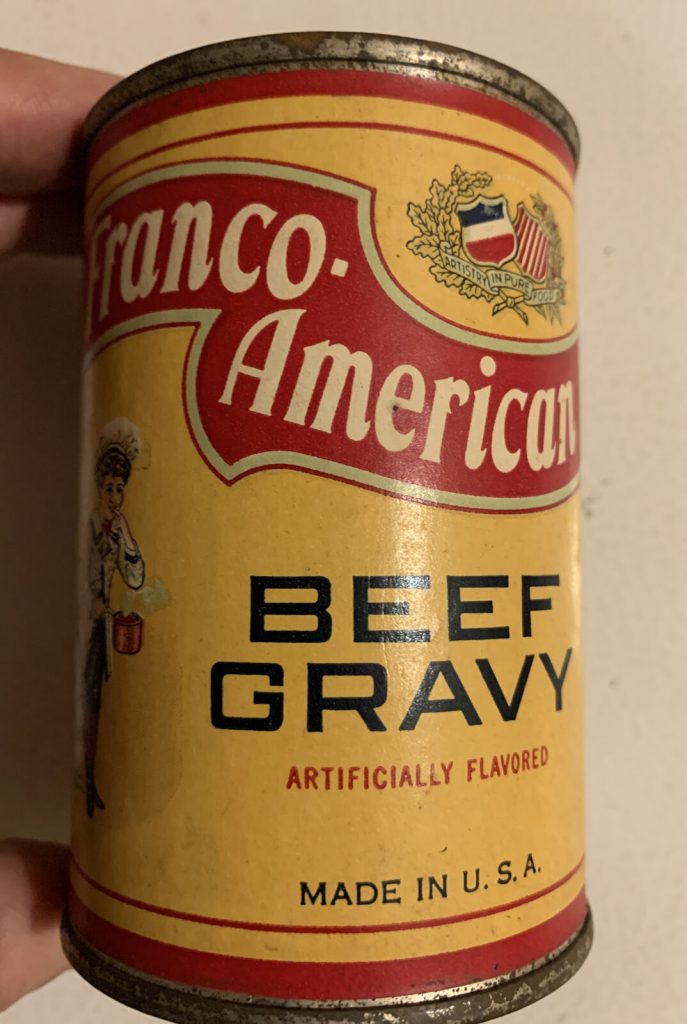 Franco-
American
ARTISTRY IN PURE FOOD
BEEF
GRAVY
ARTIFICIALLY FLAVORED
MADE IN U.S.A.